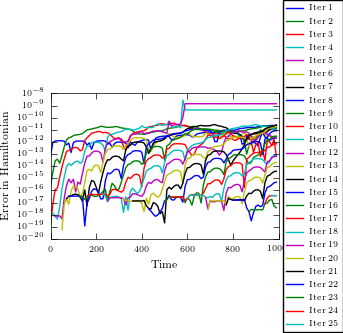 Iter 1
Iter 2
Iter 3
Iter 4
Iter 5
Iter 6
Iter 7
Iter 8
Iter 9
Iter 10
Iter 11
Iter 12
Iter 13
Iter 14
Iter 15
Iter 16
Iter 17
Iter 18
Iter 19
Iter 20
Iter 21
Iter 22
Iter 23
Iter 24
Iter 25
Error in Hamiltonian
10⁻⁸
10⁻⁹
10⁻¹⁰
10⁻¹¹
10⁻¹²
10⁻¹³
10⁻¹⁴
10⁻¹⁵
10⁻¹⁶
10⁻¹⁷
10⁻¹⁸
10⁻¹⁹
10⁻²⁰
0 200 400 600 800 1000
Time